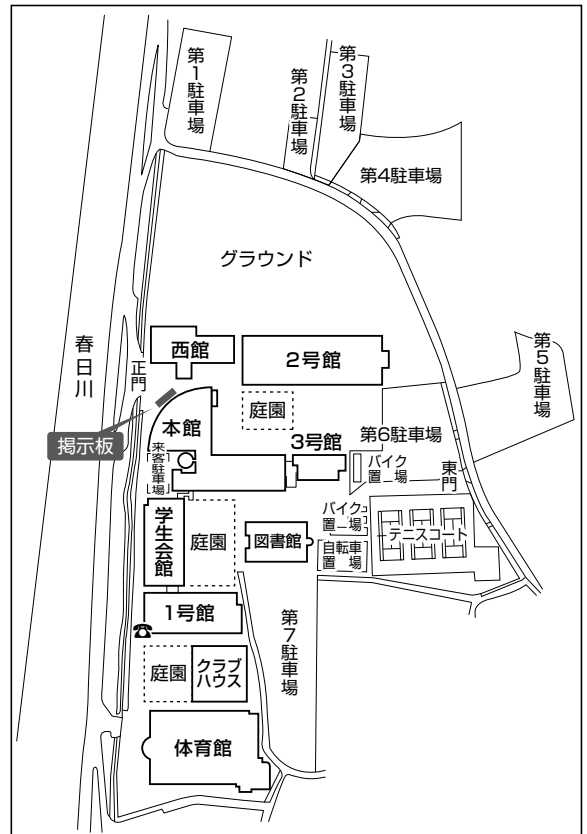 第1駐車場
第2駐車場
第3駐車場
第4駐車場
グラウンド
春日川
正門
西館
2号館
第5駐車場
掲示板
本館
庭園
3号館
第6駐車場
来客駐車場
バイク
置場
東門
学生会館
庭園
図書館
バイク
置場
自転車
置場
テニスコート
1号館
第7駐車場
庭園
クラブ
ハウス
体育館